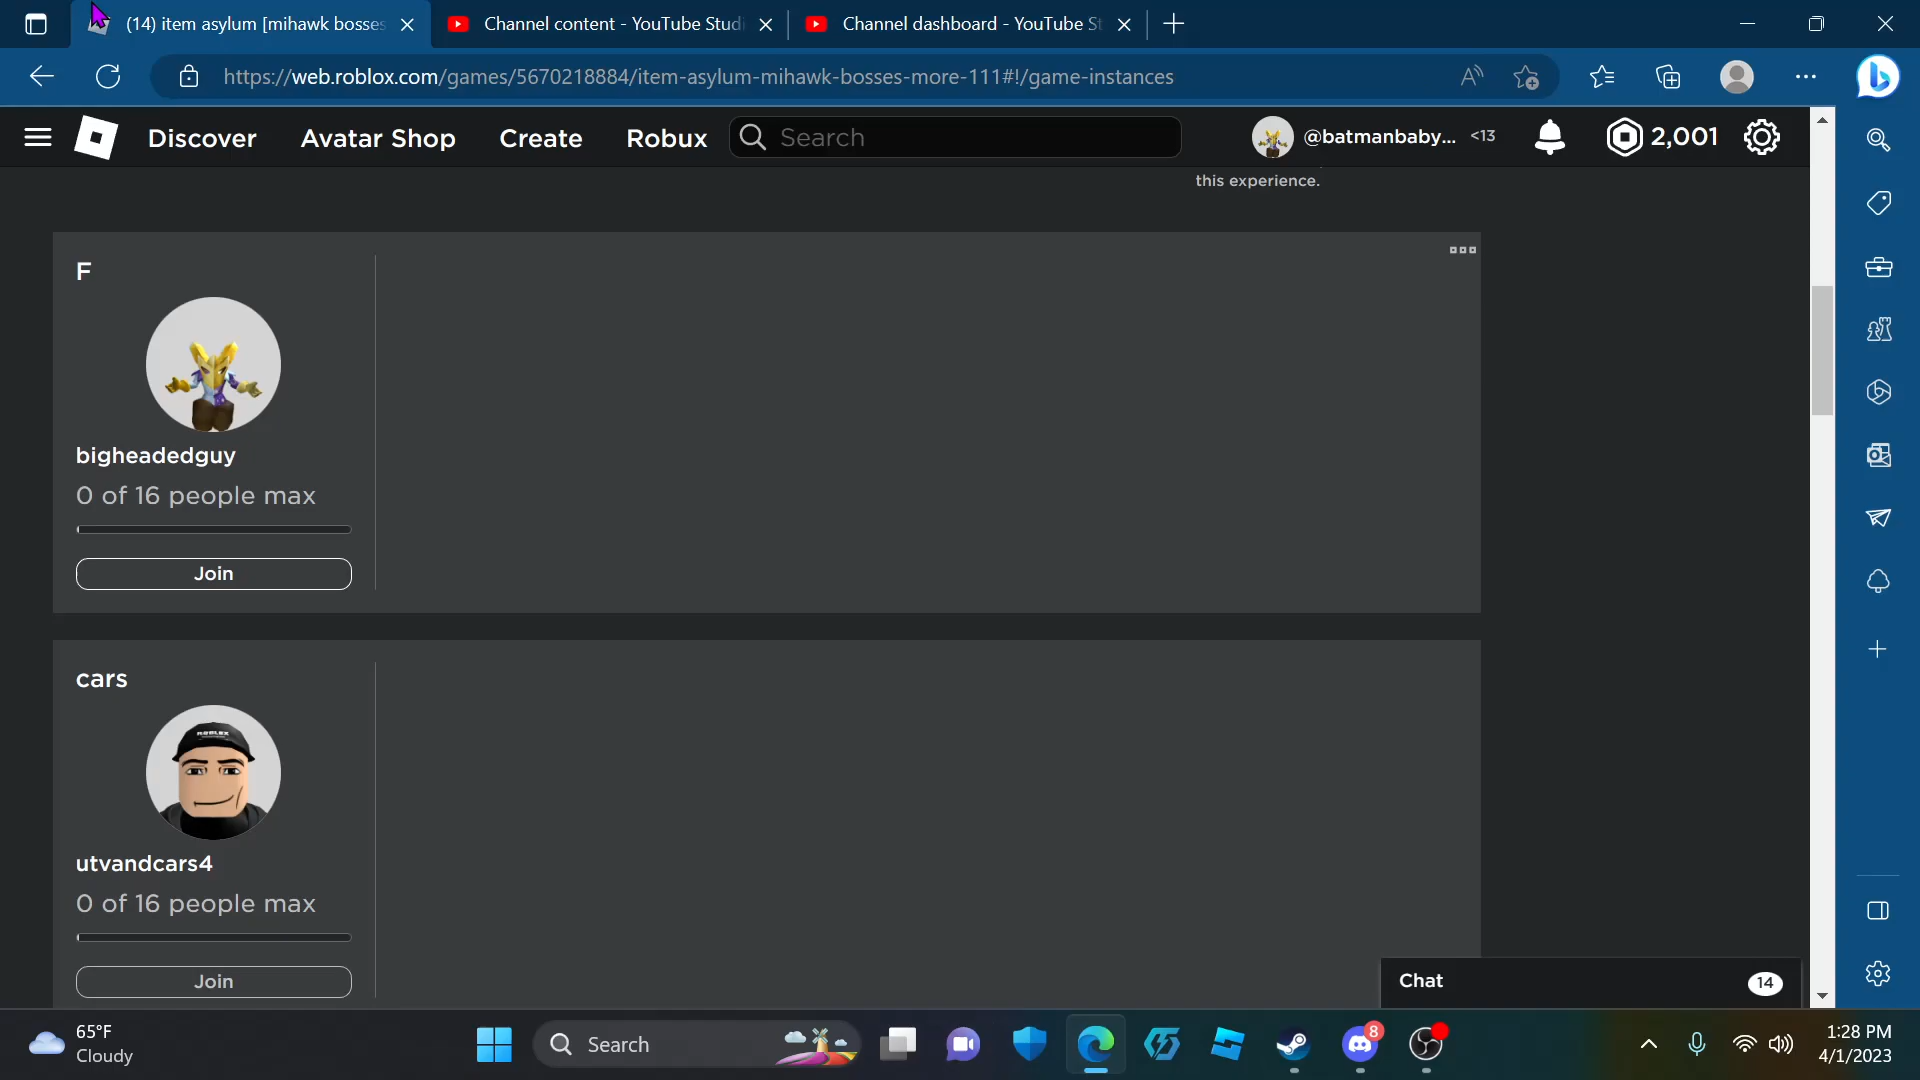 (14) item asylum [mihawk bosses
Channel content - YouTube Studi
Channel dashboard - YouTube St
https://web.roblox.com/games/5670218884/item-asylum-mihawk-bosses-more-111#!/game-instances
Discover
Avatar Shop
Create
Robux
Search
@batmanbaby... <13
2,001
this experience.
F
bigheadedguy
0 of 16 people max
Join
cars
ROBLOX
utvandcars4
0 of 16 people max
Join
Chat
14
65°F
Cloudy
Search
8
1:28 PM
4/1/2023